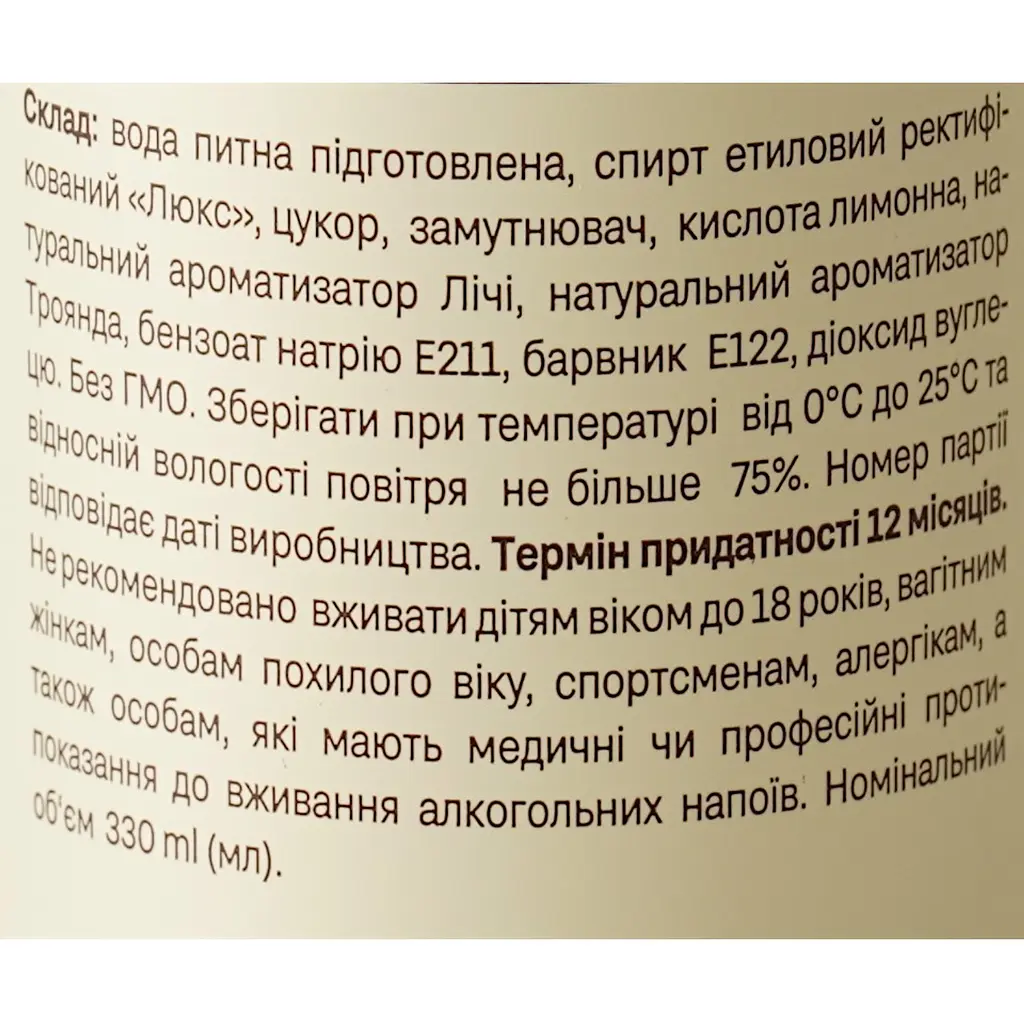 Склад: вода питна підготовлена, спирт етиловий ректифі-
кований «Люкс», цукор, замутнювач, кислота лимонна, на-
туральний ароматизатор Лічі, натуральний ароматизатор
Троянда, бензоат натрію Е211, барвник Е122, діоксид вугле-
цю. Без ГМО. Зберігати при температурі від 0°С до 25°С та
відносній вологості повітря не більше 75%. Номер партії
відповідає даті виробництва. Термін придатності 12 місяців.
Не рекомендовано вживати дітям віком до 18 років, вагітним
жінкам, особам похилого віку, спортсменам, алергікам, а
також особам, які мають медичні чи професійні проти-
показання до вживання алкогольних напоїв. Номінальний
об'єм 330 ml (мл).